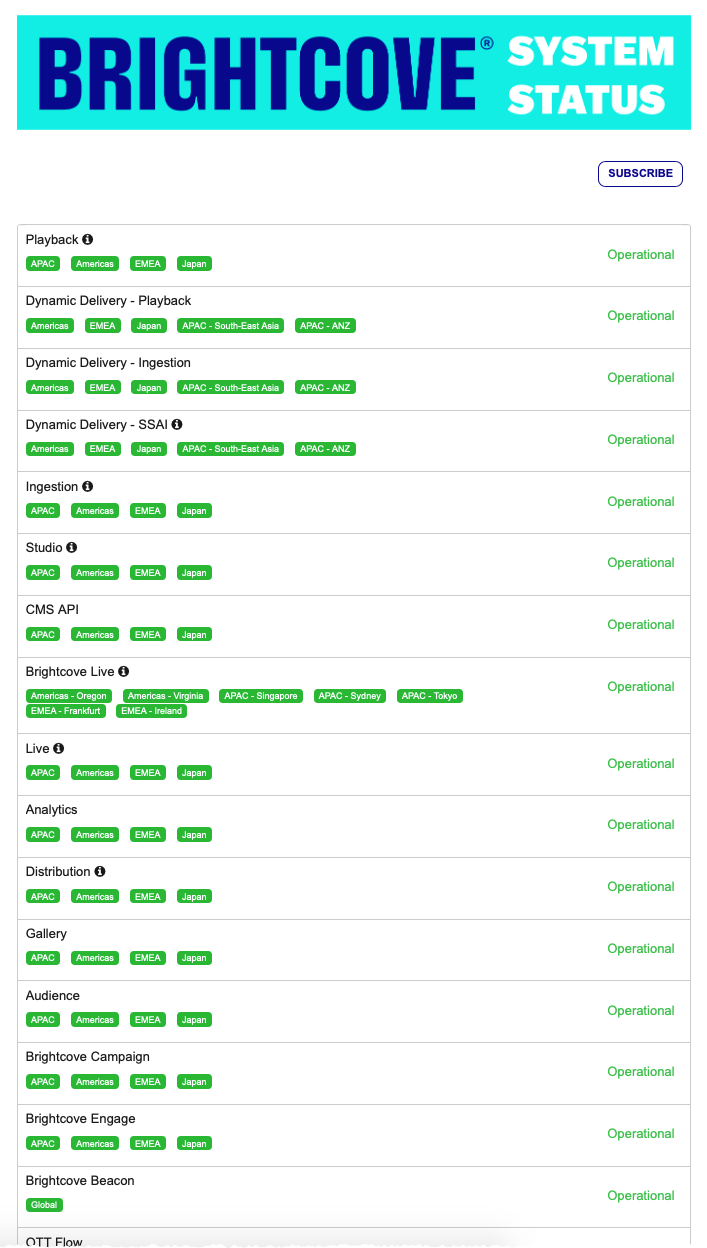 BRIGHTCOVE® SYSTEM
STATUS
SUBSCRIBE
Playback
APAC Americas EMEA Japan
Operational
Dynamic Delivery - Playback
Americas EMEA Japan APAC - South-East Asia APAC - ANZ
Operational
Dynamic Delivery - Ingestion
Americas EMEA Japan APAC - South-East Asia APAC - ANZ
Operational
Dynamic Delivery - SSAI
Americas EMEA Japan APAC - South-East Asia APAC - ANZ
Operational
Ingestion
APAC Americas EMEA Japan
Operational
Studio
APAC Americas EMEA Japan
Operational
CMS API
APAC Americas EMEA Japan
Operational
Brightcove Live
Americas - Oregon Americas - Virginia APAC - Singapore APAC - Sydney APAC - Tokyo
EMEA - Frankfurt EMEA - Ireland
Operational
Live
APAC Americas EMEA Japan
Operational
Analytics
APAC Americas EMEA Japan
Operational
Distribution
APAC Americas EMEA Japan
Operational
Gallery
APAC Americas EMEA Japan
Operational
Audience
APAC Americas EMEA Japan
Operational
Brightcove Campaign
APAC Americas EMEA Japan
Operational
Brightcove Engage
APAC Americas EMEA Japan
Operational
Brightcove Beacon
Global
Operational
OTT Flow